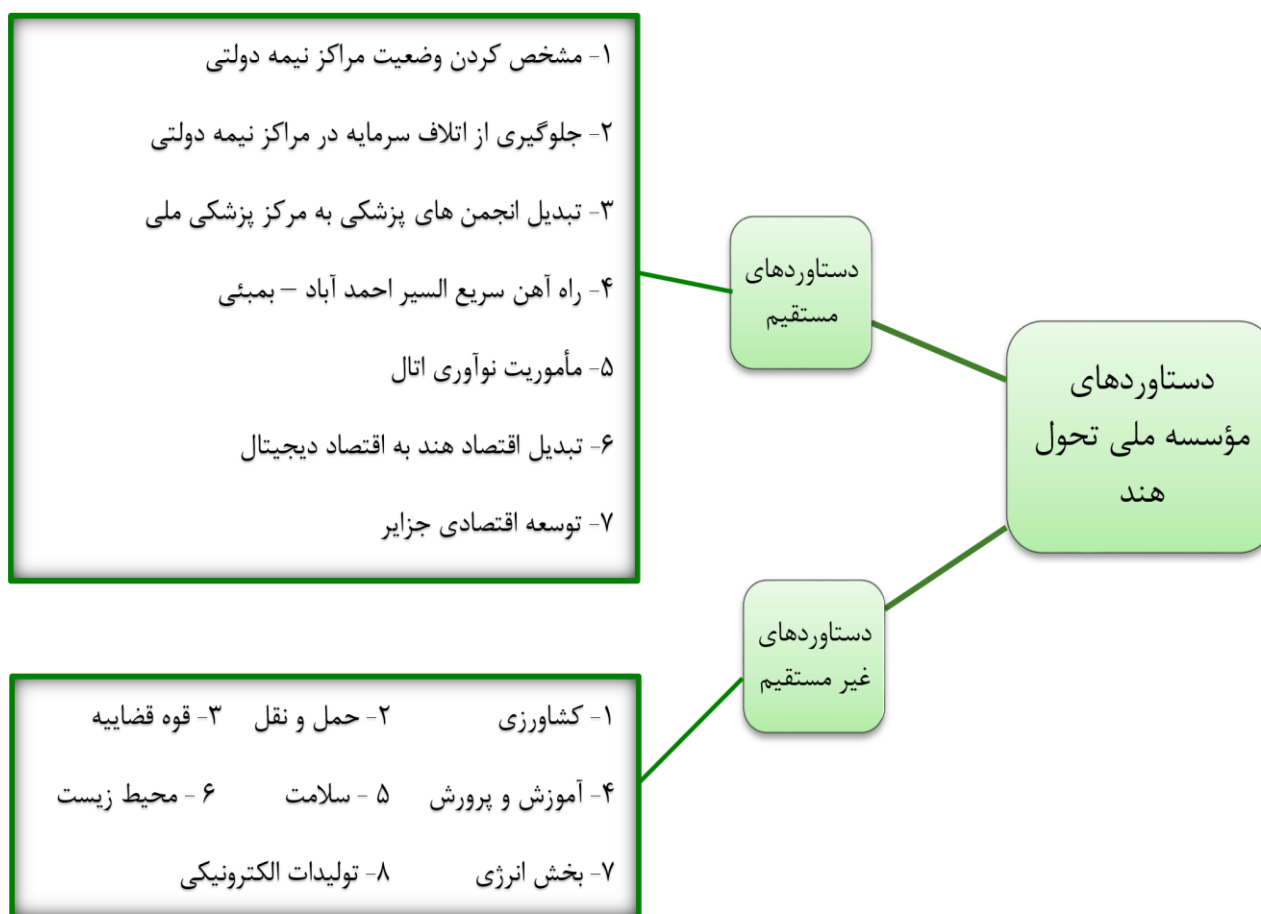 دستاوردهای
مؤسسه ملی تحول
هند
دستاوردهای
مستقیم
۱- مشخص کردن وضعیت مراکز نیمه دولتی
۲- جلوگیری از اتلاف سرمایه در مراکز نیمه دولتی
۳- تبدیل انجمن های پزشکی به مرکز پزشکی ملی
۴- راه آهن سریع السیر احمد آباد – بمبئی
۵- مأموریت نوآوری اتال
۶- تبدیل اقتصاد هند به اقتصاد دیجیتال
۷- توسعه اقتصادی جزایر
دستاوردهای
غیر مستقیم
۱- کشاورزی ۲- حمل و نقل ۳- قوه قضاییه
۴- آموزش و پرورش ۵ - سلامت ۶ - محیط زیست
۷- بخش انرژی ۸- تولیدات الکترونیکی